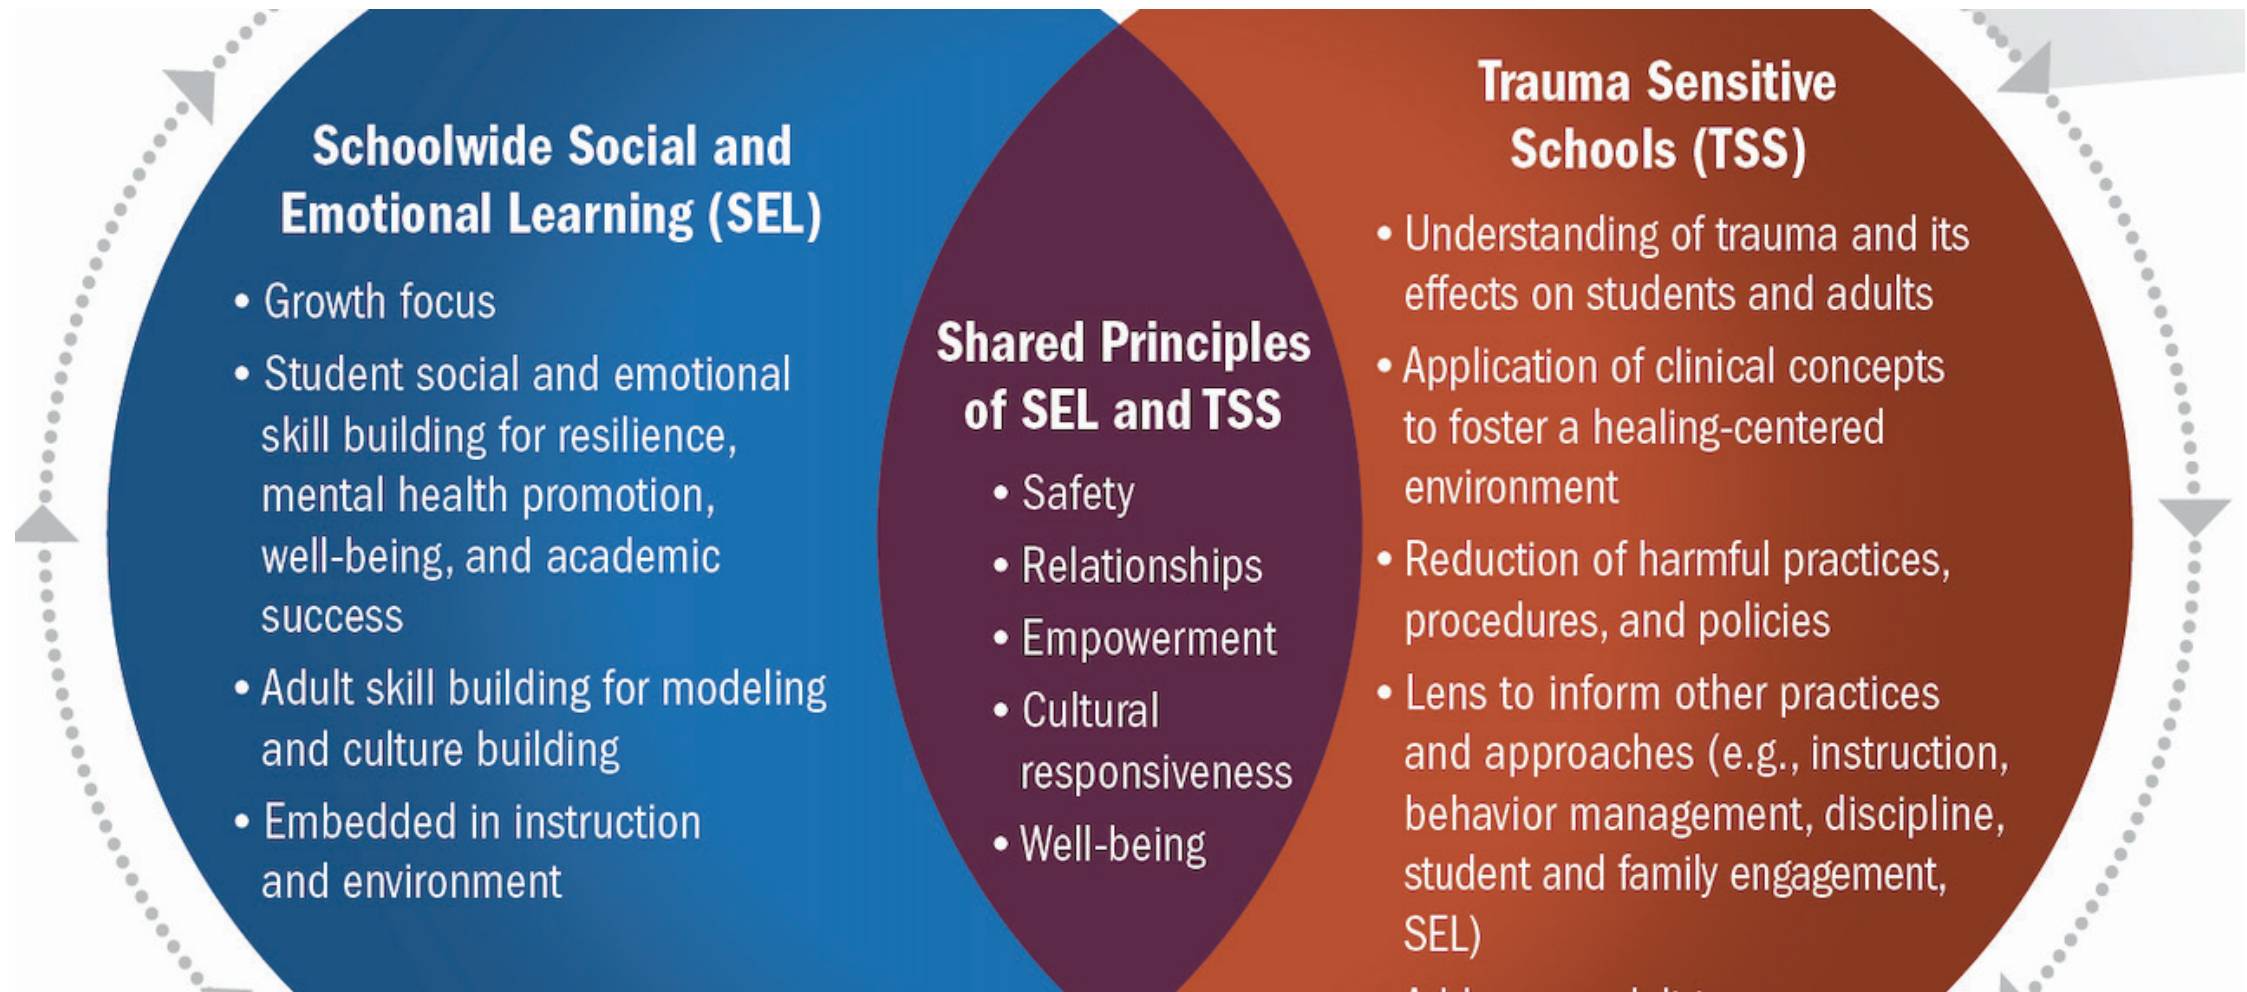 Schoolwide Social and
Emotional Learning (SEL)
• Growth focus
• Student social and emotional
skill building for resilience,
mental health promotion,
well-being, and academic
success
• Adult skill building for modeling
and culture building
• Embedded in instruction
and environment
Shared Principles
of SEL and TSS
• Safety
• Relationships
• Empowerment
• Cultural
responsiveness
• Well-being
Trauma Sensitive
Schools (TSS)
• Understanding of trauma and its
effects on students and adults
• Application of clinical concepts
to foster a healing-centered
environment
• Reduction of harmful practices,
procedures, and policies
• Lens to inform other practices
and approaches (e.g., instruction,
behavior management, discipline,
student and family engagement,
SEL)